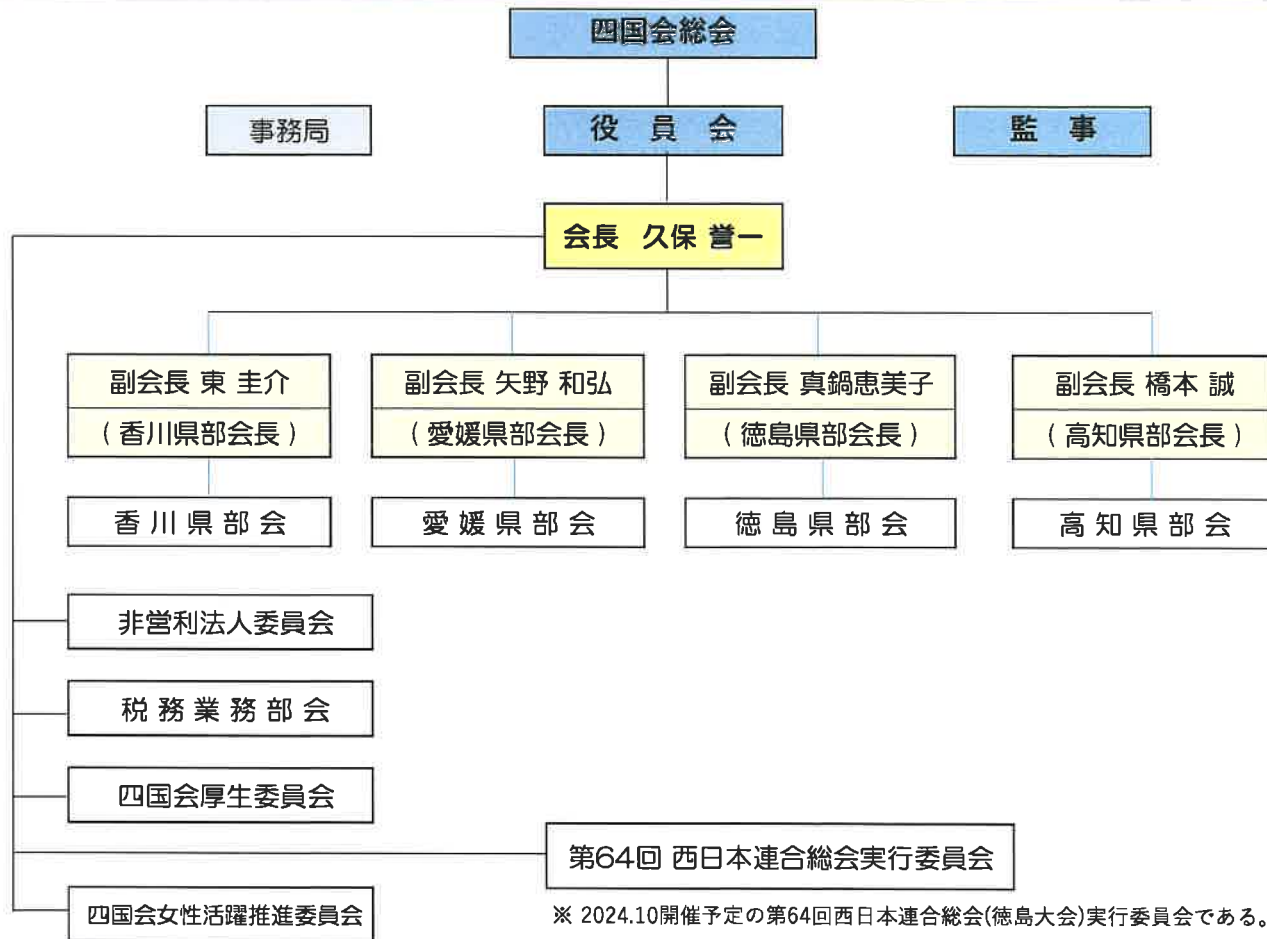 四国会総会
事務局
役 員 会
監 事
会長 久保 誉一
副会長 東 圭介
(香川県部会長)
副会長 矢野 和弘
(愛媛県部会長)
副会長 真鍋恵美子
(徳島県部会長)
副会長 橋本 誠
(高知県部会長)
香 川 県 部 会
愛 媛 県 部 会
徳 島 県 部 会
高 知 県 部 会
非営利法人委員会
税 務 業 務 部 会
四国会厚生委員会
第64回 西日本連合総会実行委員会
四国会女性活躍推進委員会
※ 2024.10開催予定の第64回西日本連合総会(徳島大会)実行委員会である。